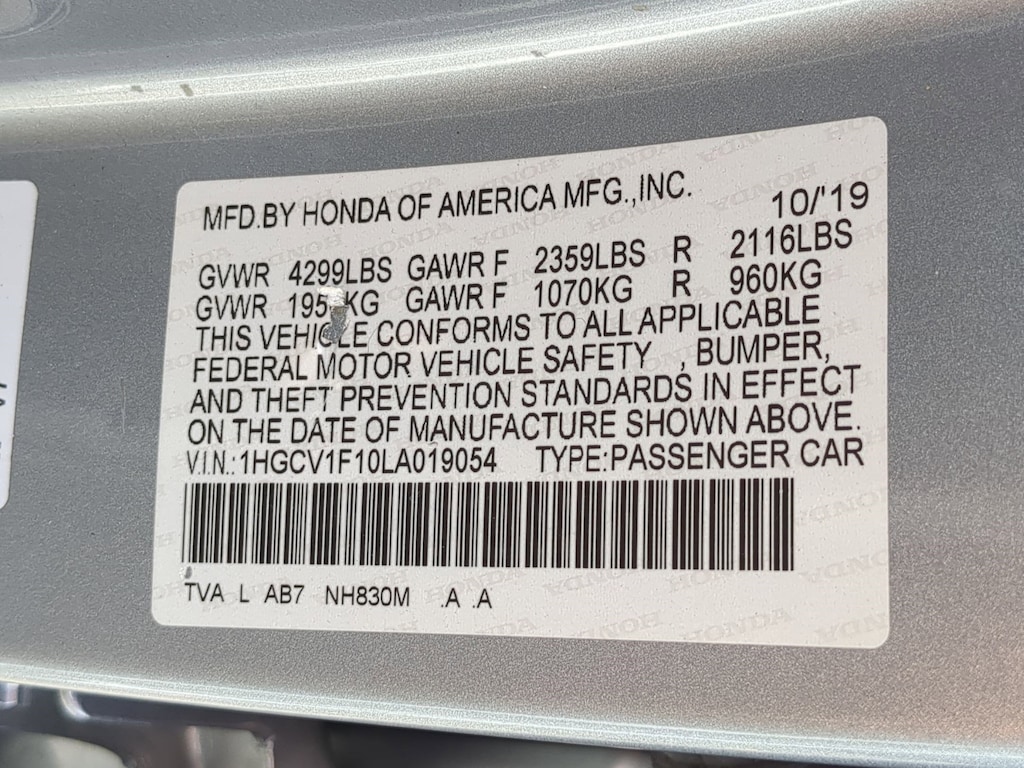 MFD.BY HONDA OF AMERICA MFG.,INC. 10/'19
GVWR 4299LBS GAWR F 2359LBS R 2116LBS
GVWR GAWR F 1070KG R 960KG
THIS VEHICLE CONFORMS TO ALL APPLICABLE
FEDERAL MOTOR VEHICLE SAFETY , BUMPER,
AND THEFT PREVENTION STANDARDS IN EFFECT
ON THE DATE OF MANUFACTURE SHOWN ABOVE.
V.I.N.:1HGCV1F10LA019054 TYPE:PASSENGER CAR
TVA L AB7 NH830M .A .A